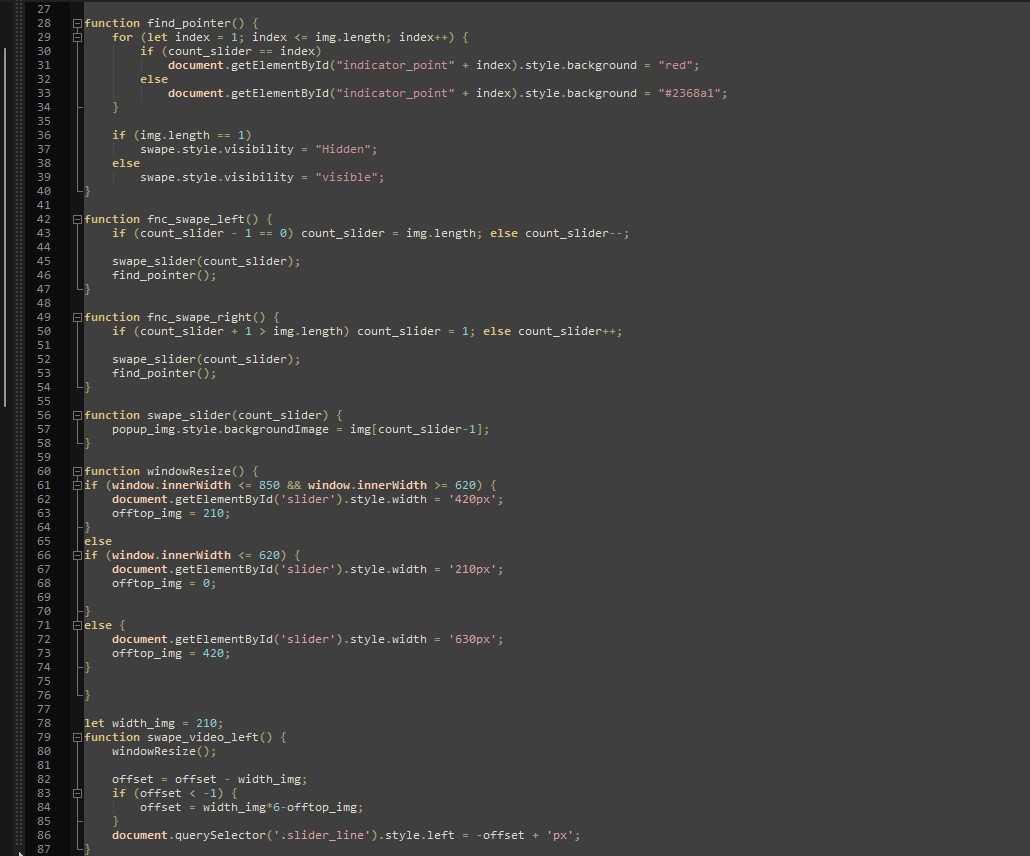 27
28 function find_pointer() {
29 for (let index = 1; index <= img.length; index++) {
30 if (count_slider == index)
31 document.getElementById("indicator_point" + index).style.background = "red";
32 else
33 document.getElementById("indicator_point" + index).style.background = "#2368a1";
34 }
35
36 if (img.length == 1)
37 swape.style.visibility = "Hidden";
38 else
39 swape.style.visibility = "visible";
40 }
41
42 function fnc_swape_left() {
43 if (count_slider - 1 == 0) count_slider = img.length; else count_slider--;
44
45 swape_slider(count_slider);
46 find_pointer();
47 }
48
49 function fnc_swape_right() {
50 if (count_slider + 1 > img.length) count_slider = 1; else count_slider++;
51
52 swape_slider(count_slider);
53 find_pointer();
54 }
55
56 function swape_slider(count_slider) {
57 popup_img.style.backgroundImage = img[count_slider-1];
58 }
59
60 function windowResize() {
61 if (window.innerWidth <= 850 && window.innerWidth >= 620) {
62 document.getElementById('slider').style.width = '420px';
63 offtop_img = 210;
64 }
65 else
66 if (window.innerWidth <= 620) {
67 document.getElementById('slider').style.width = '210px';
68 offtop_img = 0;
69
70 }
71 else {
72 document.getElementById('slider').style.width = '630px';
73 offtop_img = 420;
74 }
75
76 }
77
78 let width_img = 210;
79 function swape_video_left() {
80 windowResize();
81
82 offset = offset - width_img;
83 if (offset < -1) {
84 offset = width_img*6-offtop_img;
85 }
86 document.querySelector('.slider_line').style.left = -offset + 'px';
87 }